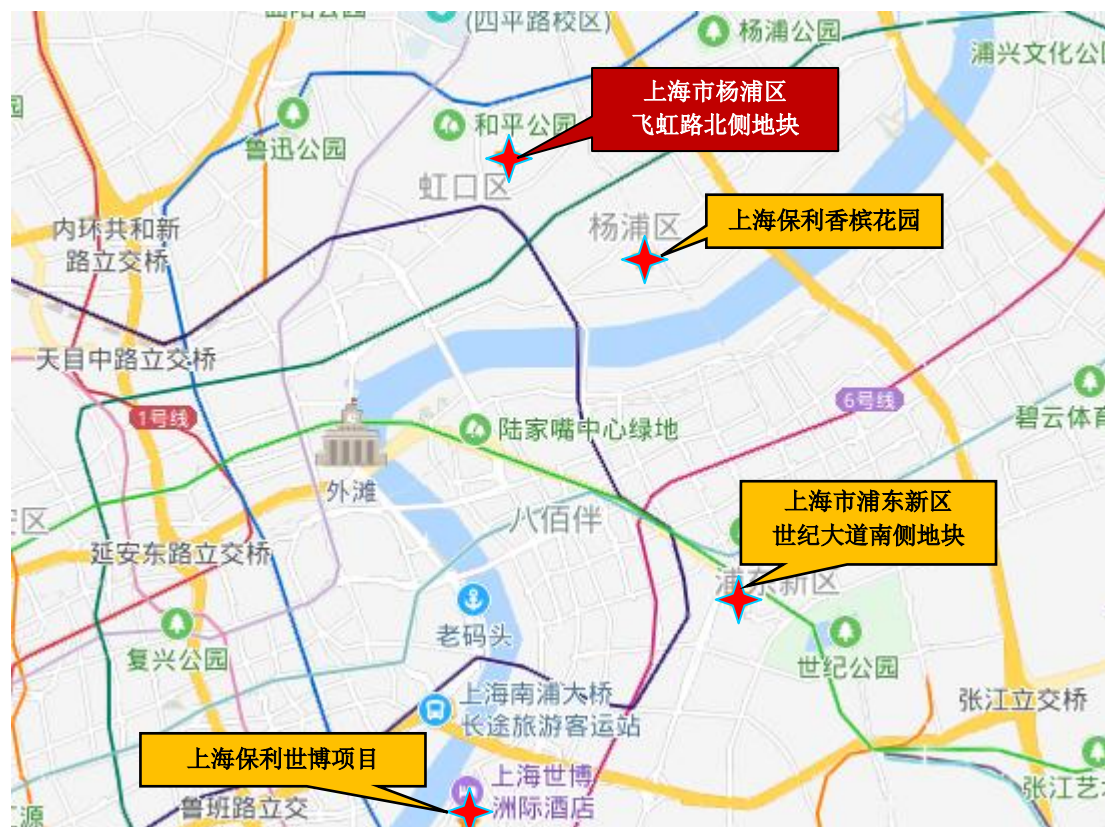 (四平路校区)
杨浦公园
浦兴文化公
上海市杨浦区
飞虹路北侧地块
和平公园
鲁迅公园
虹口区
上海保利香槟花园
杨浦区
内环共和新
路立交桥
天目中路立交桥
1号线
6号线
碧云体育
陆家嘴中心绿地
外滩
上海市浦东新区
世纪大道南侧地块
八佰伴
安区
延安东路立交桥
浦东新区
老码头
复兴公园
世纪公园
上海南浦大桥
长途旅游客运站
张江立交桥
上海保利世博项目
上海世博
洲际酒店
鲁班路立交
张江艺
源